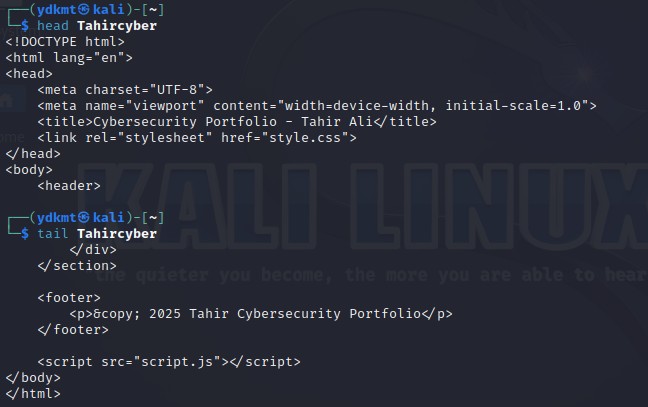 ┌──(ydkmt㉿kali)-[~]
└─$ head Tahircyber
<!DOCTYPE html>
<html lang="en">
<head>
    <meta charset="UTF-8">
    <meta name="viewport" content="width=device-width, initial-scale=1.0">
    <title>Cybersecurity Portfolio - Tahir Ali</title>
    <link rel="stylesheet" href="style.css">
</head>
<body>
    <header>

┌──(ydkmt㉿kali)-[~]
└─$ tail Tahircyber
        </div>
    </section>

    <footer>
        <p>&copy; 2025 Tahir Cybersecurity Portfolio</p>
    </footer>

    <script src="script.js"></script>
</body>
</html>
KALI LINUX
the quieter you become, the more you are able to hear